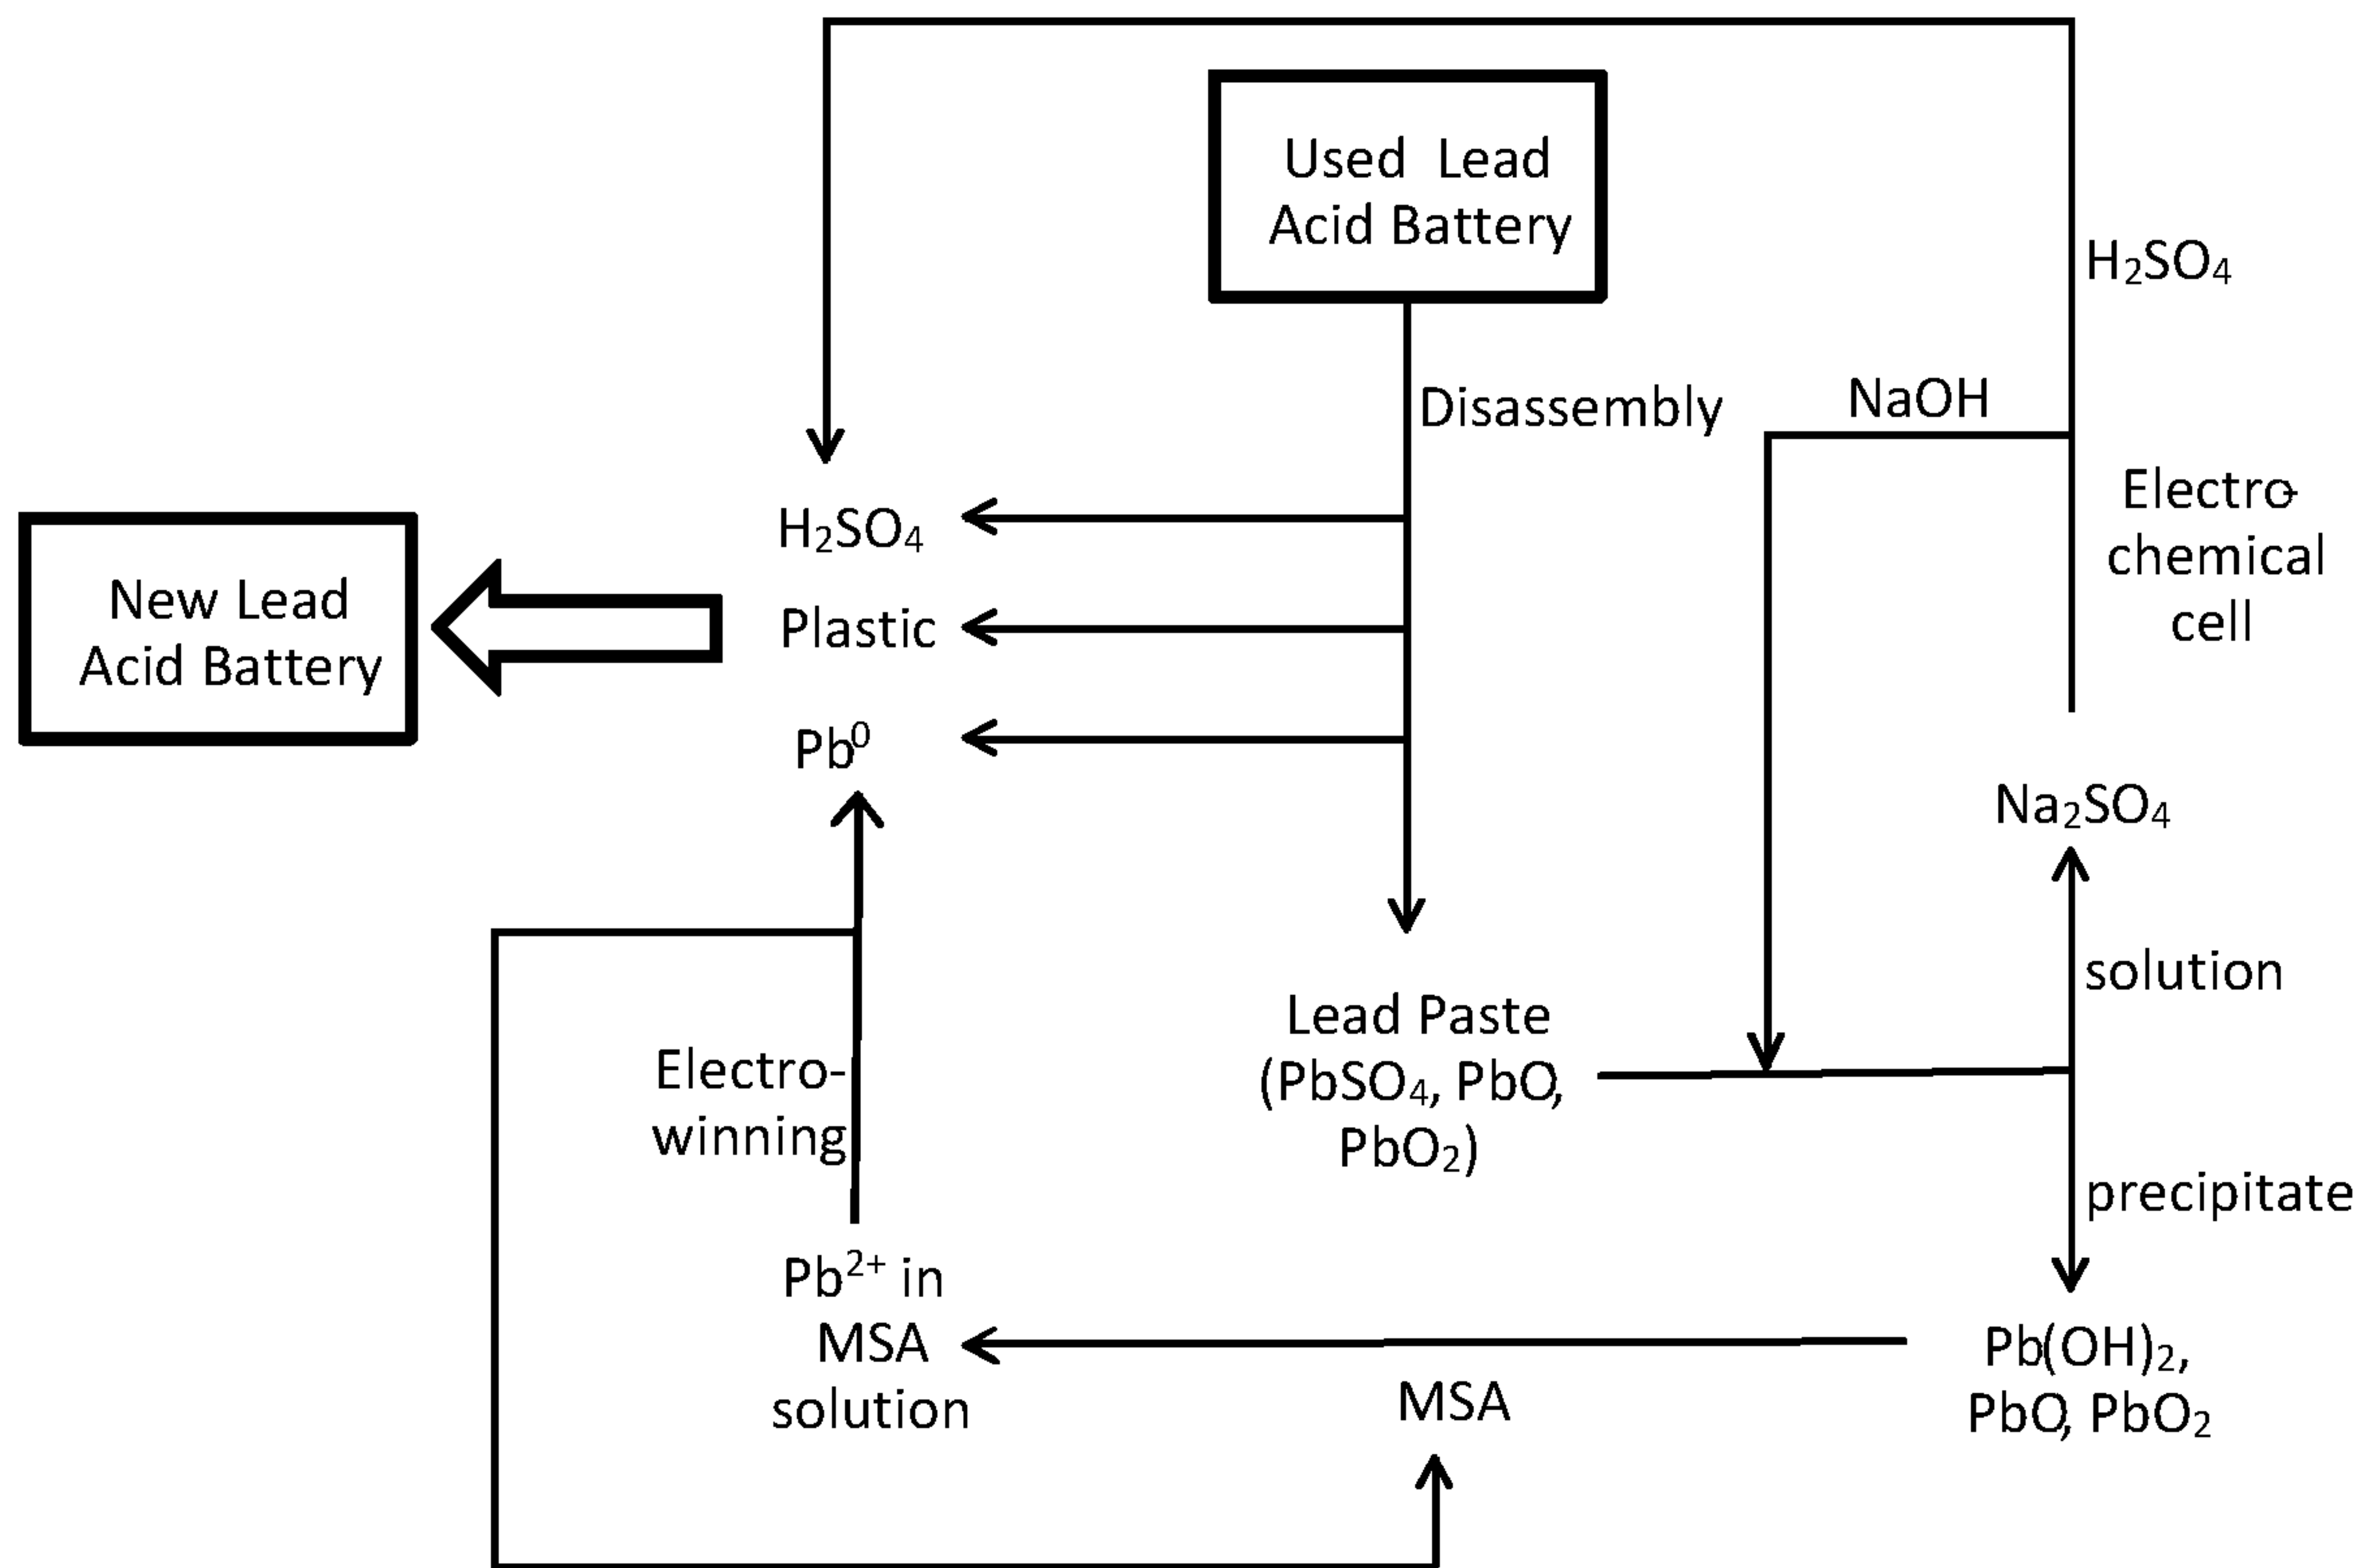 Used Lead
Acid Battery
H₂SO₄
NaOH
Disassembly
Electro-
chemical
cell
H₂SO₄
New Lead
Acid Battery
Plastic
Pb⁰
Na₂SO₄
solution
Lead Paste
(PbSO₄, PbO,
PbO₂)
Electro-
winning
precipitate
Pb²⁺ in
MSA
solution
MSA
Pb(OH)₂,
PbO, PbO₂